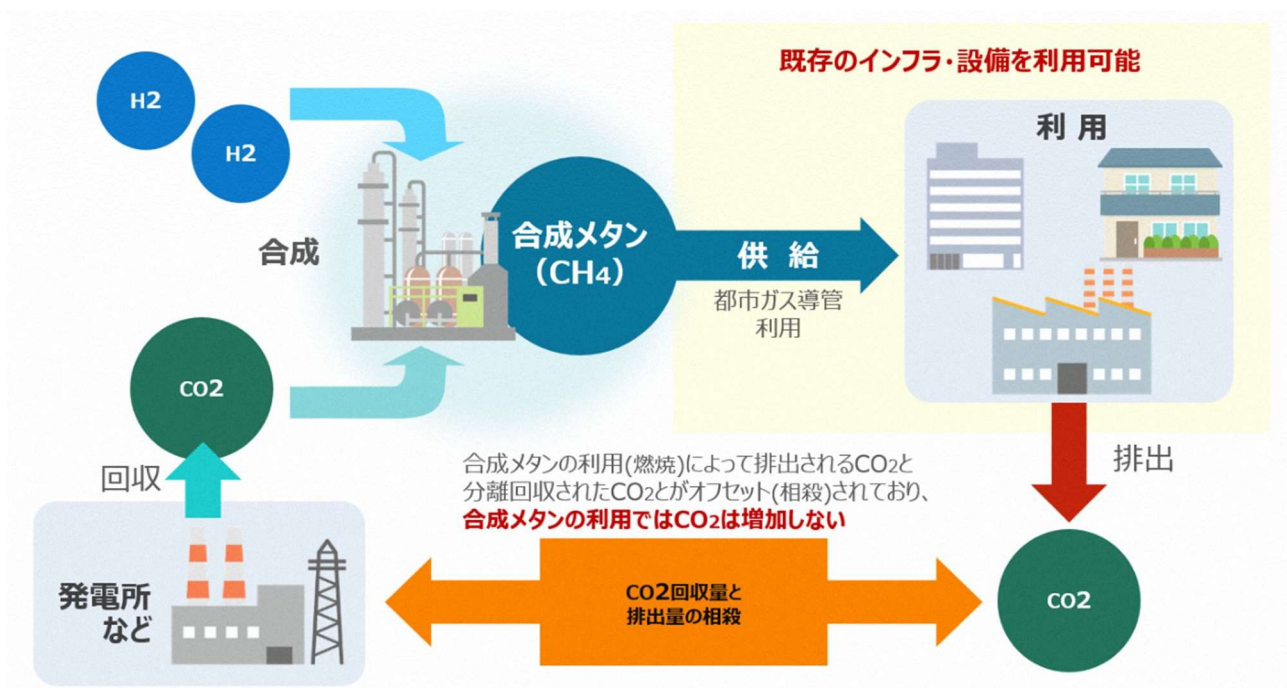 既存のインフラ・設備を利用可能
H2
H2
合成
合成メタン
（CH4）
供 給
都市ガス導管
利用
利 用
CO2
回収
発電所
など
合成メタンの利用(燃焼)によって排出されるCO2と
分離回収されたCO2とがオフセット(相殺)されており、
合成メタンの利用ではCO2は増加しない
排出
CO2回収量と
排出量の相殺
CO2